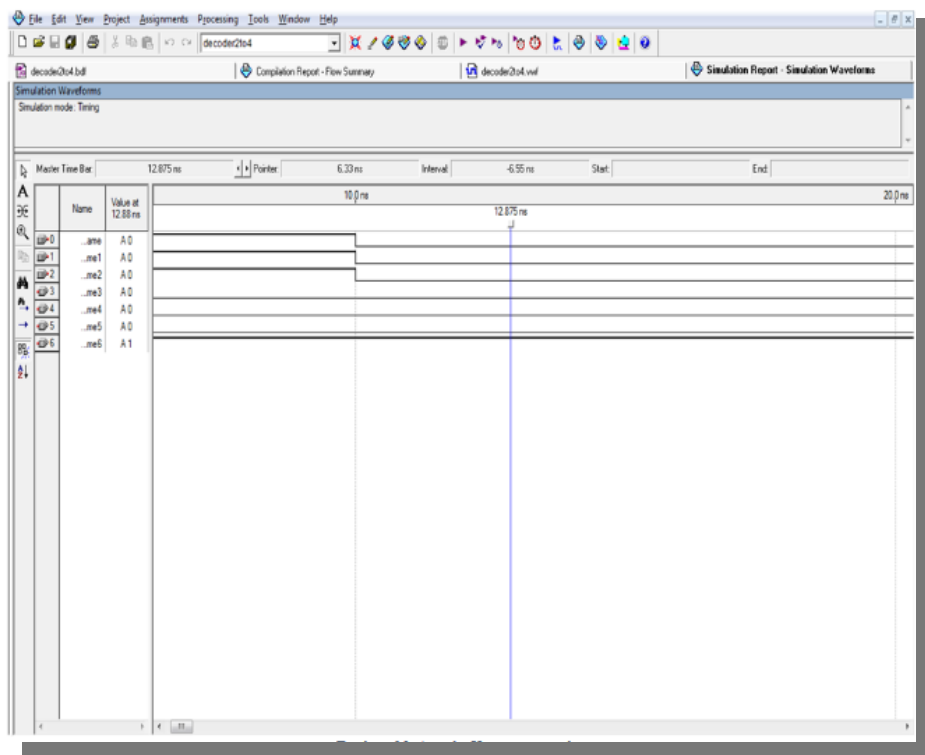 File Edit View Project Assignments Processing Tools Window Help
decoder2to4
decoder2to4.bdf
Compilation Report - Flow Summary
decoder2to4.vwf
Simulation Report - Simulation Waveforms
Simulation Waveforms
Simulation mode: Timing
Master Time Bar: 12.875 ns Pointer: 6.33 ns Interval: -6.55 ns Start: End:
Name Value at 12.88 ns
10.0 ns 20.0 ns
12.875 ns
0 ...ame A 0
1 ...me1 A 0
2 ...me2 A 0
3 ...me3 A 0
4 ...me4 A 0
5 ...me5 A 0
6 ...me6 A 1